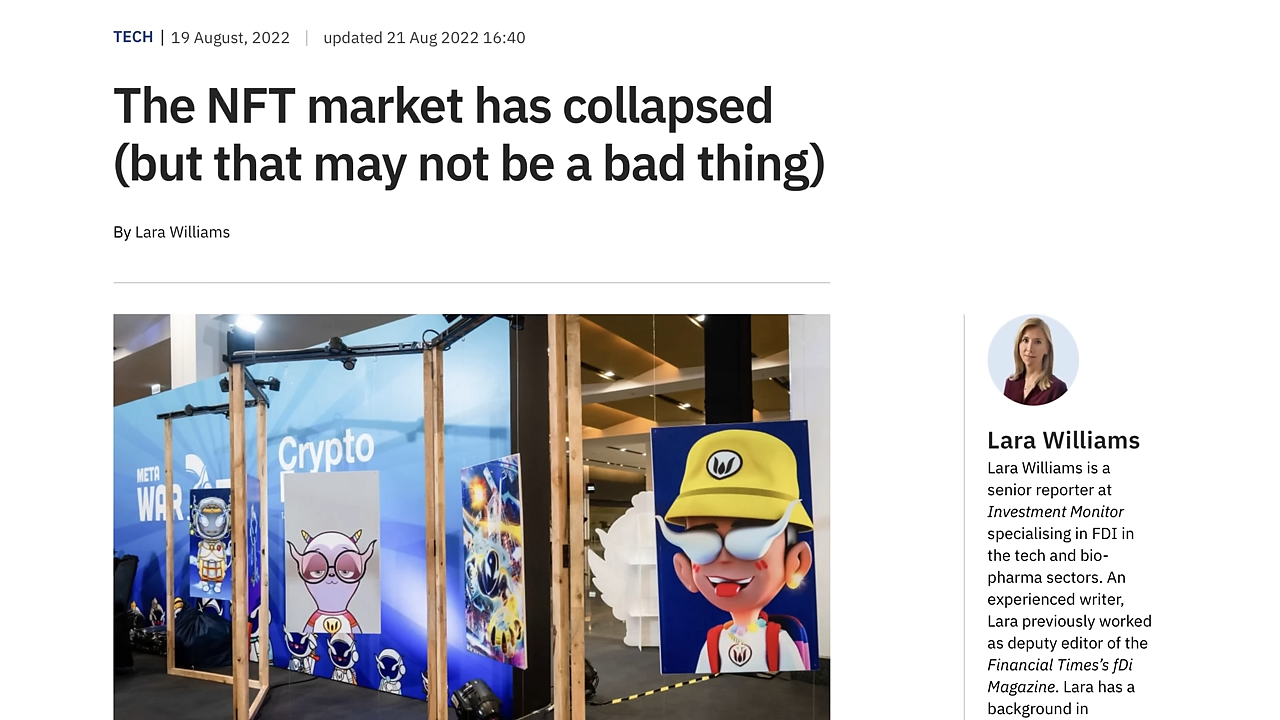 TECH | 19 August, 2022 | updated 21 Aug 2022 16:40
The NFT market has collapsed
(but that may not be a bad thing)
By Lara Williams
META
WAR
Crypto
Lara Williams
Lara Williams is a
senior reporter at
Investment Monitor
specialising in FDI in
the tech and bio-
pharma sectors. An
experienced writer,
Lara previously worked
as deputy editor of the
Financial Times's fDi
Magazine. Lara has a
background in